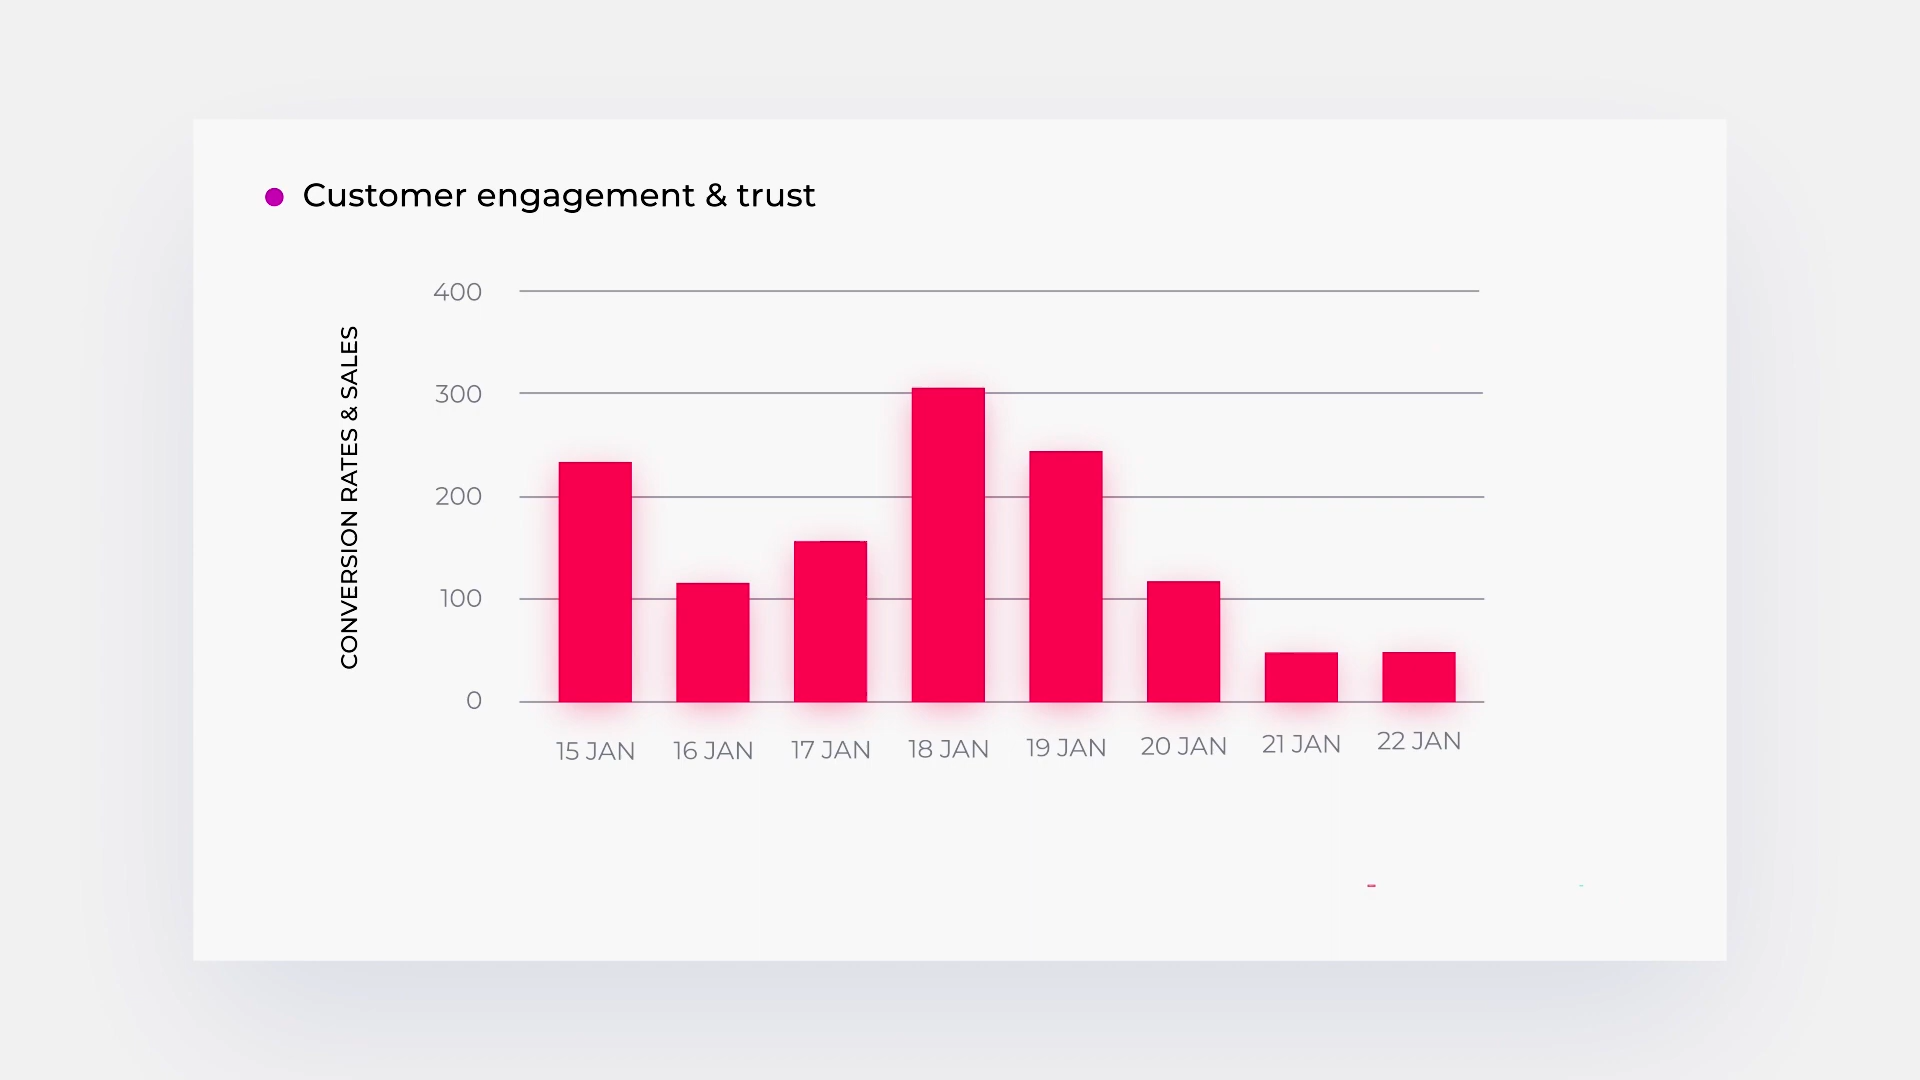 Customer engagement & trust
CONVERSION RATES & SALES
400
300
200
100
0
15 JAN 16 JAN 17 JAN 18 JAN 19 JAN 20 JAN 21 JAN 22 JAN